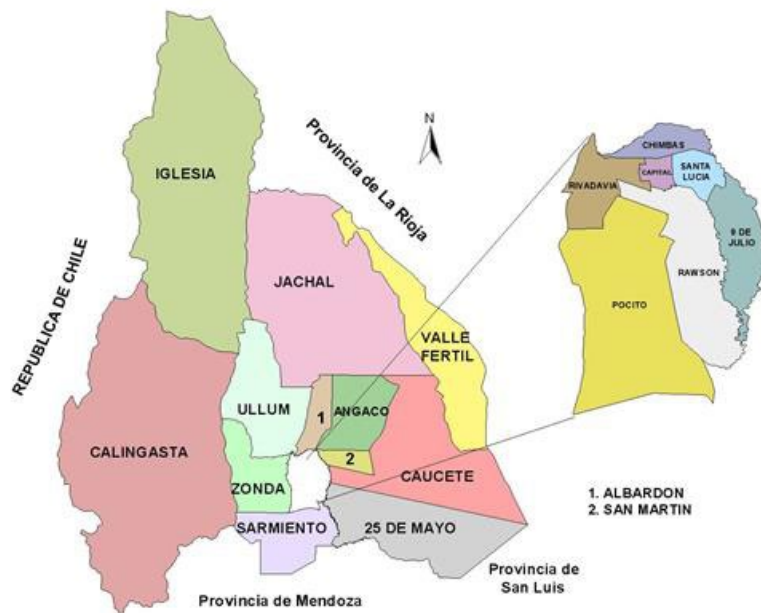 N
Provincia de La Rioja
IGLESIA
REPUBLICA DE CHILE
JACHAL
VALLE
FERTIL
ULLUM
1
ANGACO
2
CALINGASTA
ZONDA
CAUCETE
SARMIENTO
25 DE MAYO
Provincia de Mendoza
Provincia de
San Luis
CHIMBAS
RIVADAVIA
CAPITAL
SANTA
LUCIA
9 DE
JULIO
RAWSON
POCITO
1. ALBARDON
2. SAN MARTIN